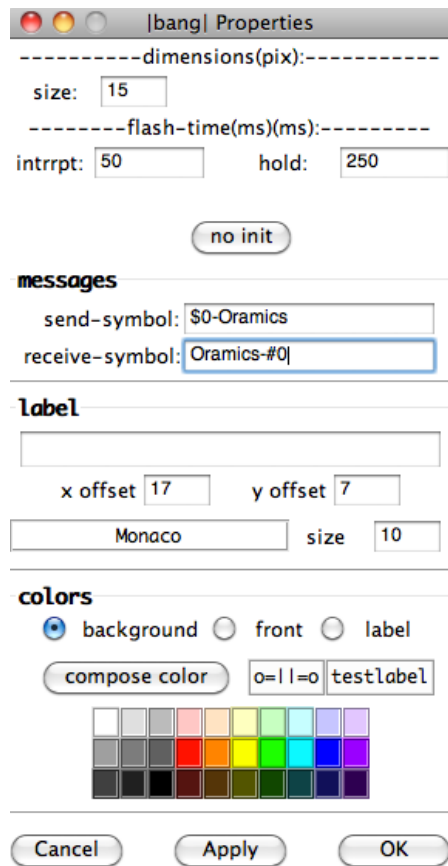 |bang| Properties
----------dimensions(pix):-----------
size: 15
--------flash-time(ms)(ms):---------
intrrpt: 50 hold: 250
no init
messages
send-symbol: $0-Oramics
receive-symbol: Oramics-#0
label
x offset 17 y offset 7
Monaco size 10
colors
background front label
compose color o=||=o testlabel
Cancel Apply OK